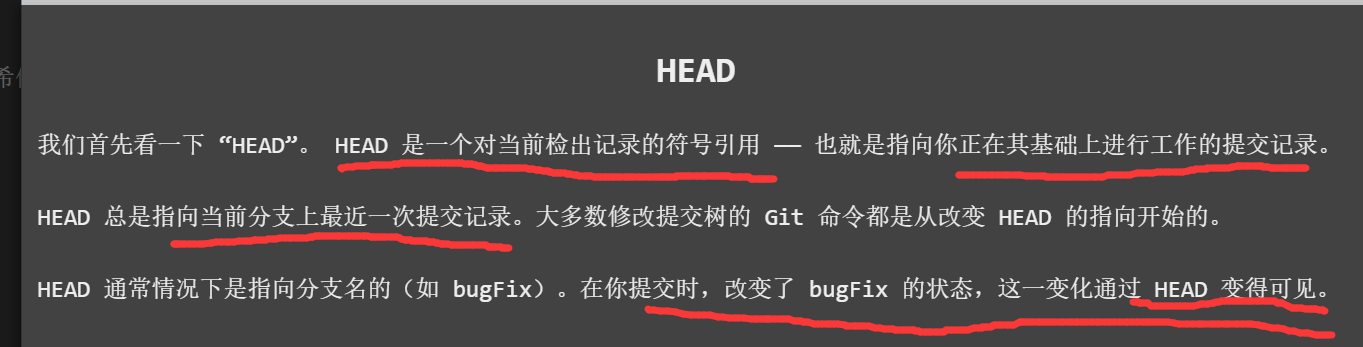 HEAD
我们首先看一下 “HEAD”。 HEAD 是一个对当前检出记录的符号引用 —— 也就是指向你正在其基础上进行工作的提交记录。
HEAD 总是指向当前分支上最近一次提交记录。大多数修改提交树的 Git 命令都是从改变 HEAD 的指向开始的。
HEAD 通常情况下是指向分支名的（如 bugFix）。在你提交时，改变了 bugFix 的状态，这一变化通过 HEAD 变得可见。